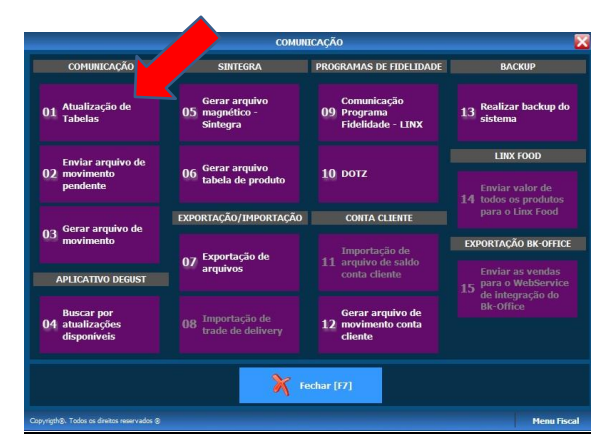 COMUNICAÇÃO
COMUNICAÇÃO
01 Atualização de
Tabelas
02 Enviar arquivo de
movimento
pendente
03 Gerar arquivo de
movimento
APLICATIVO DEGUST
04 Buscar por
atualizações
disponíveis
SINTEGRA
05 Gerar arquivo
magnético -
Sintegra
06 Gerar arquivo
tabela de produto
EXPORTAÇÃO/IMPORTAÇÃO
07 Exportação de
arquivos
08 Importação de
trade de delivery
PROGRAMAS DE FIDELIDADE
09 Comunicação
Programa
Fidelidade - LINX
10 DOTZ
CONTA CLIENTE
11 Importação de
arquivo de saldo
conta cliente
12 Gerar arquivo de
movimento conta
cliente
BACKUP
13 Realizar backup do
sistema
LINX FOOD
14 Enviar valor de
todos os produtos
para o Linx Food
EXPORTAÇÃO BK-OFFICE
15 Enviar as vendas
para o WebService
de integração do
Bk-Office
Fechar [F7]
Copyrigth®. Todos os direitos reservados ®
Menu Fiscal